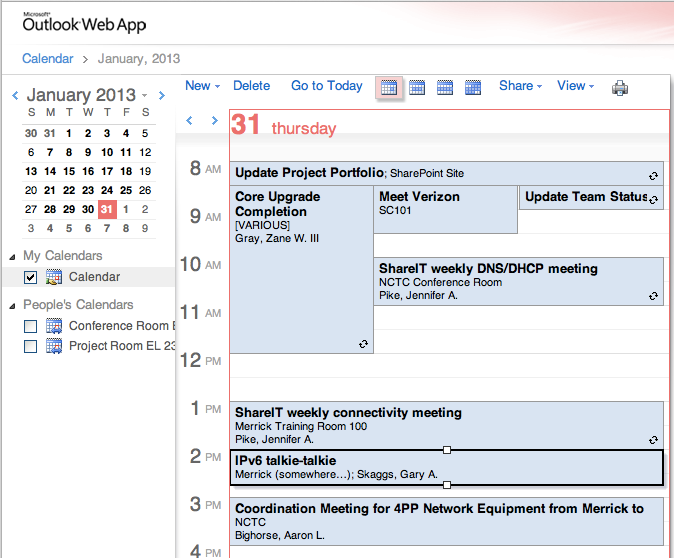 Microsoft
Outlook Web App
Calendar > January, 2013
January 2013
S M T W T F S
30 31 1 2 3 4 5
6 7 8 9 10 11 12
13 14 15 16 17 18 19
20 21 22 23 24 25 26
27 28 29 30 31 1 2
3 4 5 6 7 8 9
My Calendars
Calendar
People's Calendars
Conference Room E
Project Room EL 23
New Delete Go to Today Share View
31 thursday
8 AM
Update Project Portfolio; SharePoint Site
Core Upgrade
Completion
[VARIOUS]
Gray, Zane W. III
Meet Verizon
SC101
Update Team Status
9 AM
10 AM
ShareIT weekly DNS/DHCP meeting
NCTC Conference Room
Pike, Jennifer A.
11 AM
12 PM
1 PM
ShareIT weekly connectivity meeting
Merrick Training Room 100
Pike, Jennifer A.
2 PM
IPv6 talkie-talkie
Merrick (somewhere...); Skaggs, Gary A.
3 PM
Coordination Meeting for 4PP Network Equipment from Merrick to
NCTC
Bighorse, Aaron L.
4 PM